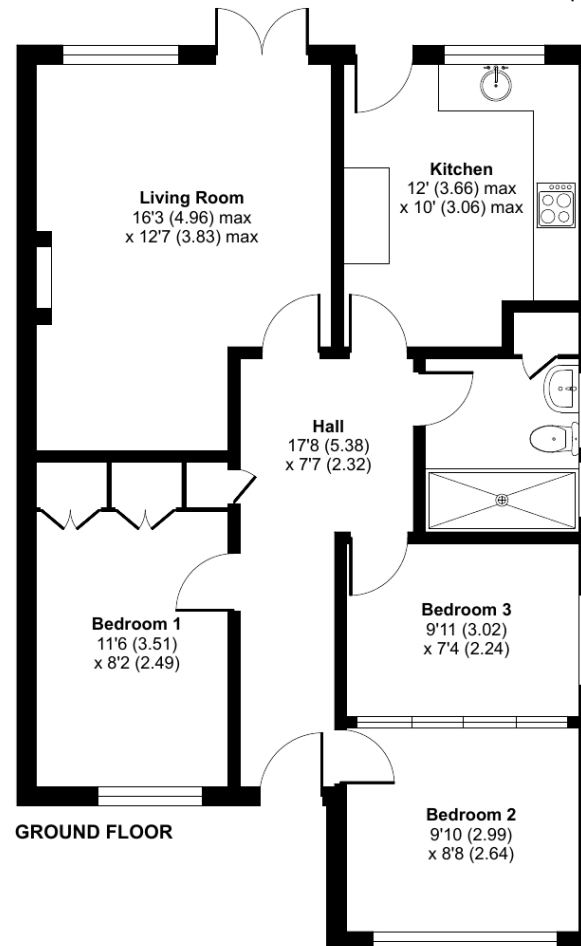 Living Room
16'3 (4.96) max
x 12'7 (3.83) max
Kitchen
12' (3.66) max
x 10' (3.06) max
Hall
17'8 (5.38)
x 7'7 (2.32)
Bedroom 1
11'6 (3.51)
x 8'2 (2.49)
Bedroom 3
9'11 (3.02)
x 7'4 (2.24)
Bedroom 2
9'10 (2.99)
x 8'8 (2.64)
GROUND FLOOR